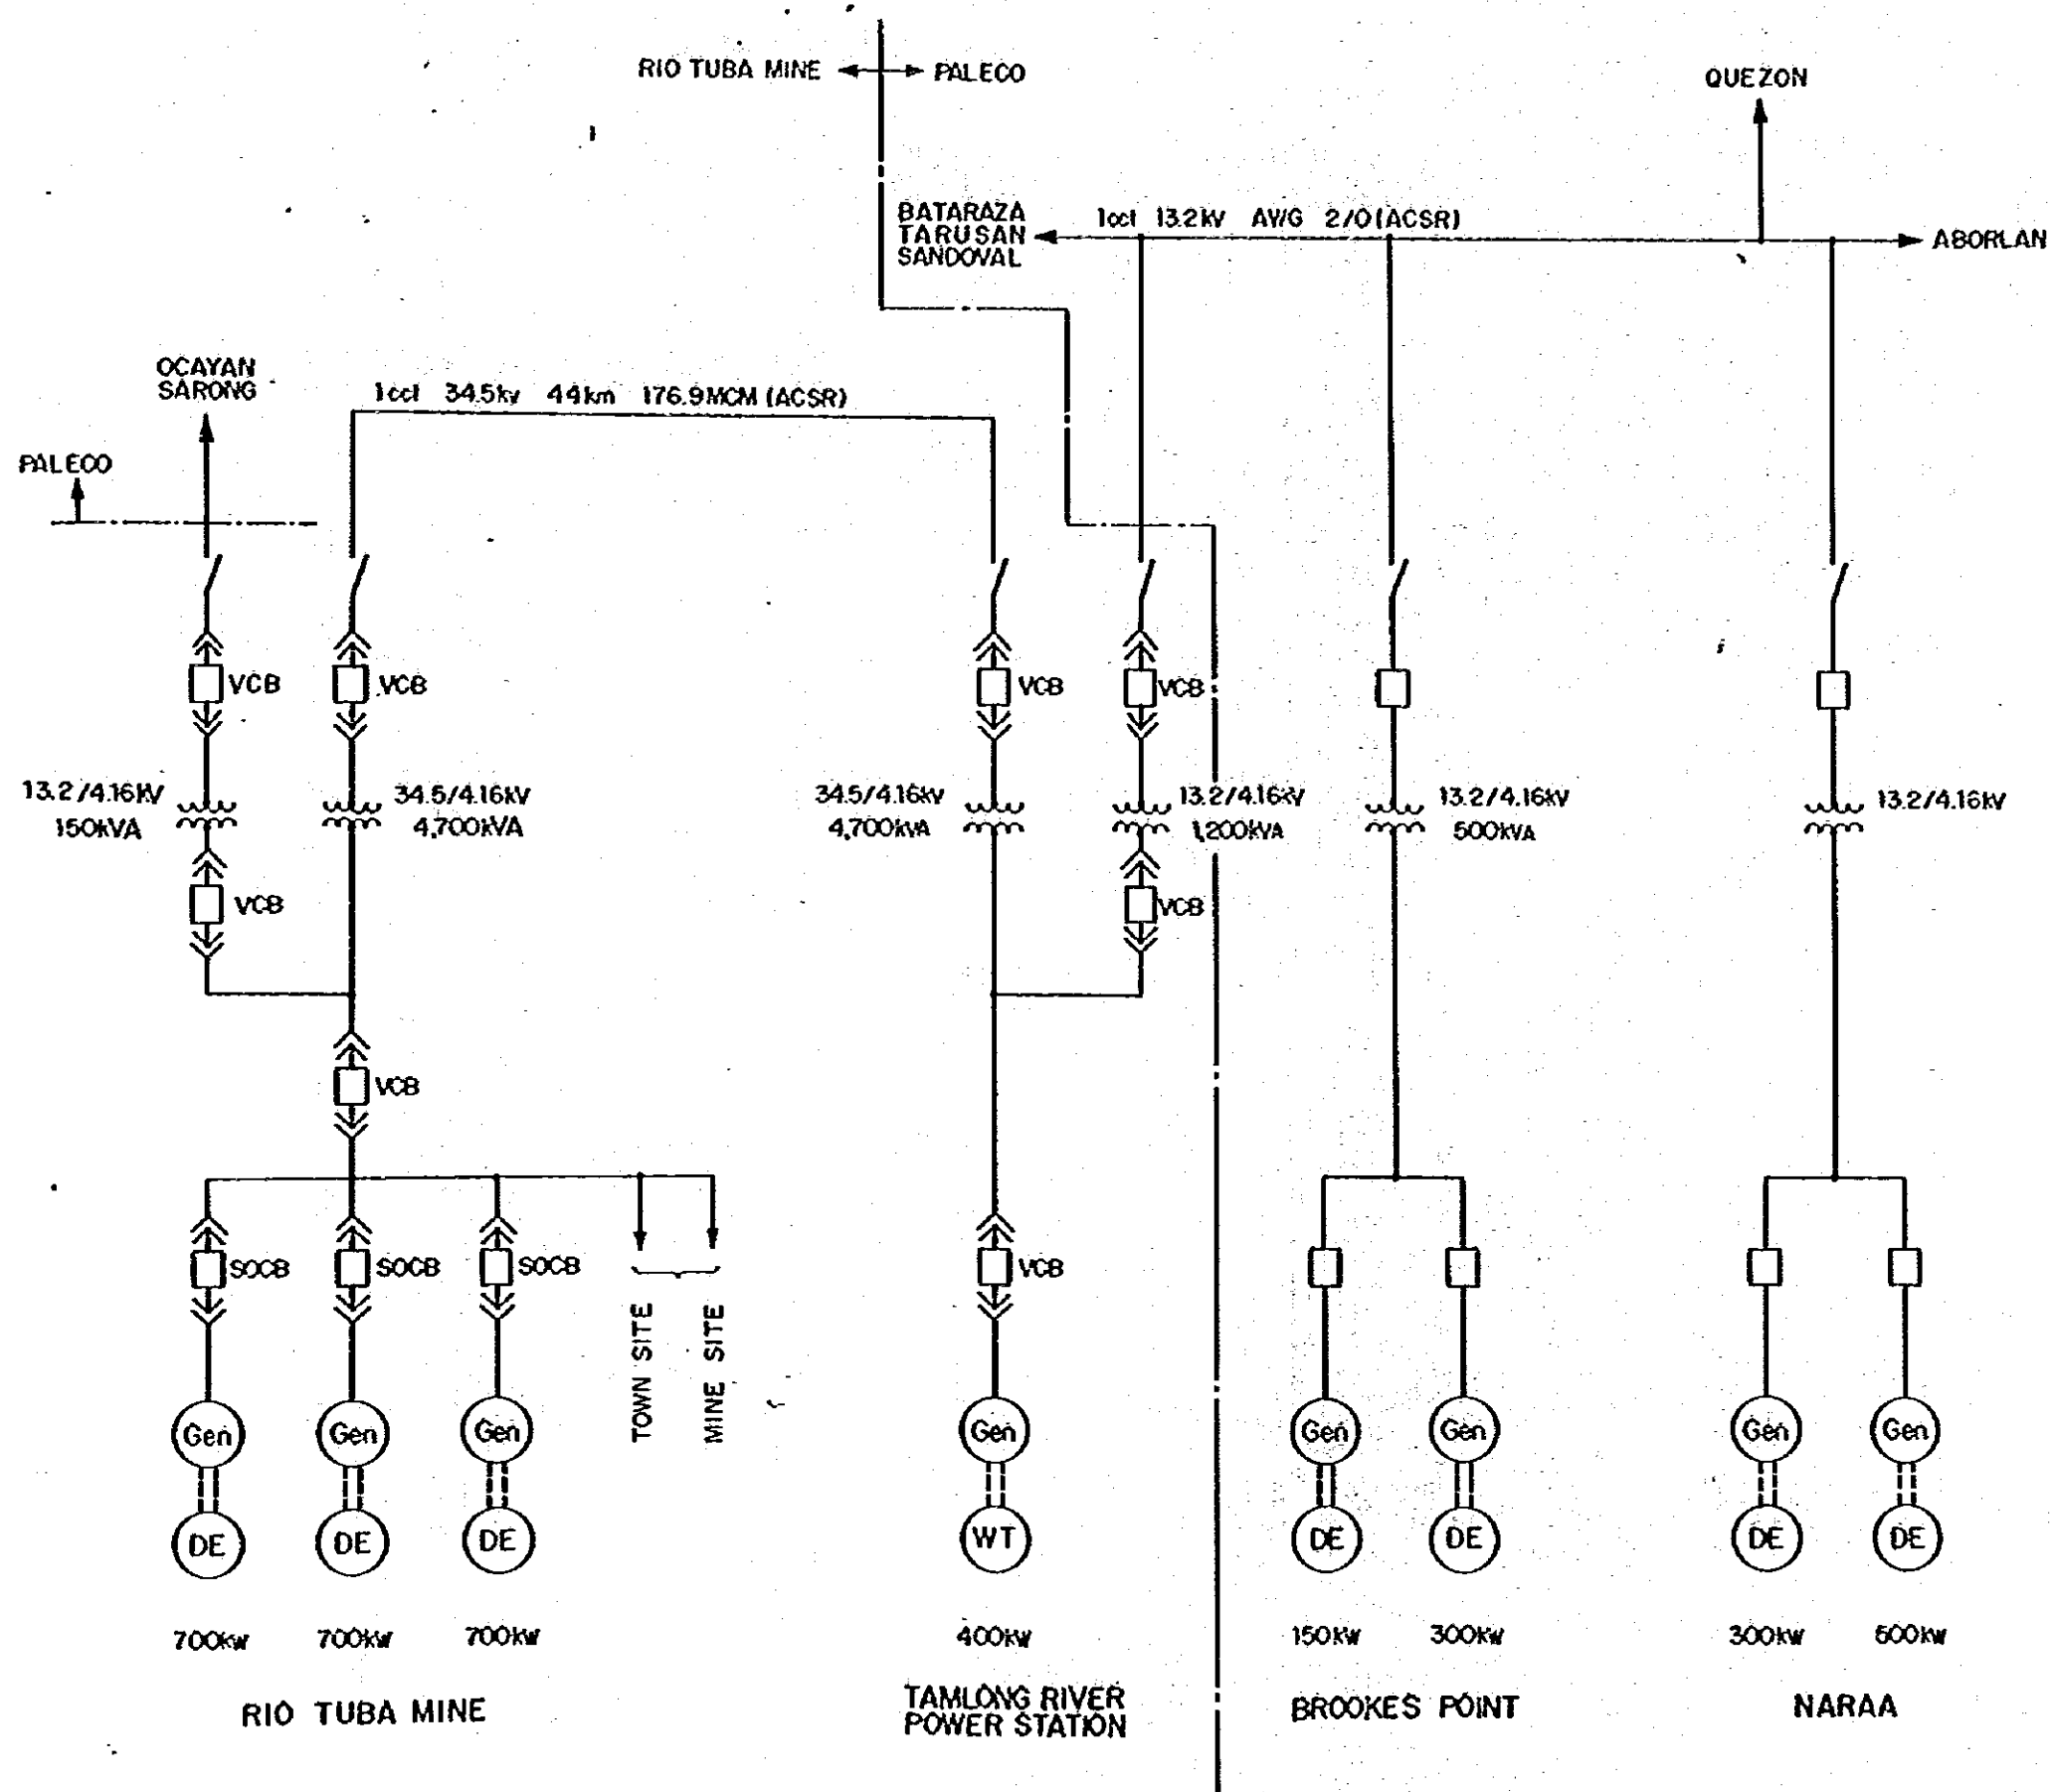 RIO TUBA MINE
PALECO
QUEZON
BATARAZA
TARUSAN
SANDOVAL
1cct 13.2kV AWG 2/0(ACSR)
ABORLAN
OCAYAN
SARONG
1cct 34.5kv 44km 176.9MCM (ACSR)
PALECO
VCB
VCB
VCB
VCB
13.2/4.16kV
150kVA
34.5/4.16kV
4,700kVA
34.5/4.16kV
4,700kVA
13.2/4.16kV
1,200kVA
13.2/4.16kV
500kVA
13.2/4.16kV
VCB
VCB
VCB
SOCB
SOCB
SOCB
VCB
TOWN SITE
MINE SITE
Gen
Gen
Gen
Gen
Gen
Gen
Gen
Gen
DE
DE
DE
WT
DE
DE
DE
DE
700kW
700kW
700kW
400kW
150kW
300kW
300kW
RIO TUBA MINE
TAMLONG RIVER
POWER STATION
BROOKES POINT
NARAA